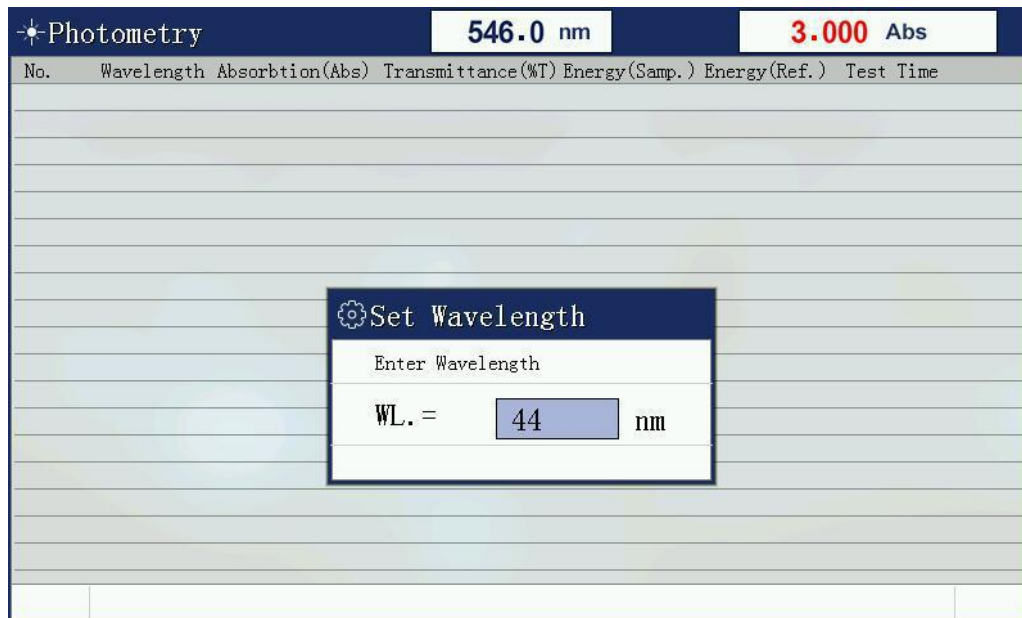 Photometry 546.0 nm 3.000 Abs
No. Wavelength Absorbtion(Abs) Transmittance(%T) Energy(Samp.) Energy(Ref.) Test Time
Set Wavelength
Enter Wavelength
WL.= 44 nm